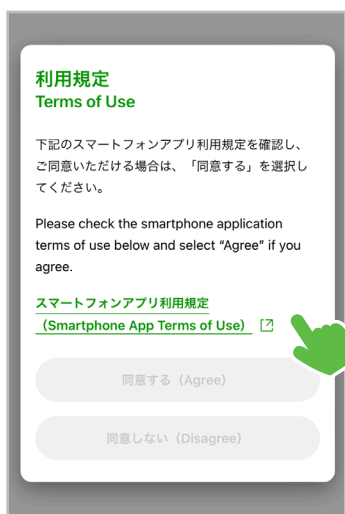 利用規定
Terms of Use
下記のスマートフォンアプリ利用規定を確認し、
ご同意いただける場合は、「同意する」を選択し
てください。
Please check the smartphone application
terms of use below and select “Agree” if you
agree.
スマートフォンアプリ利用規定
（Smartphone App Terms of Use）
同意する（Agree）
同意しない（Disagree）